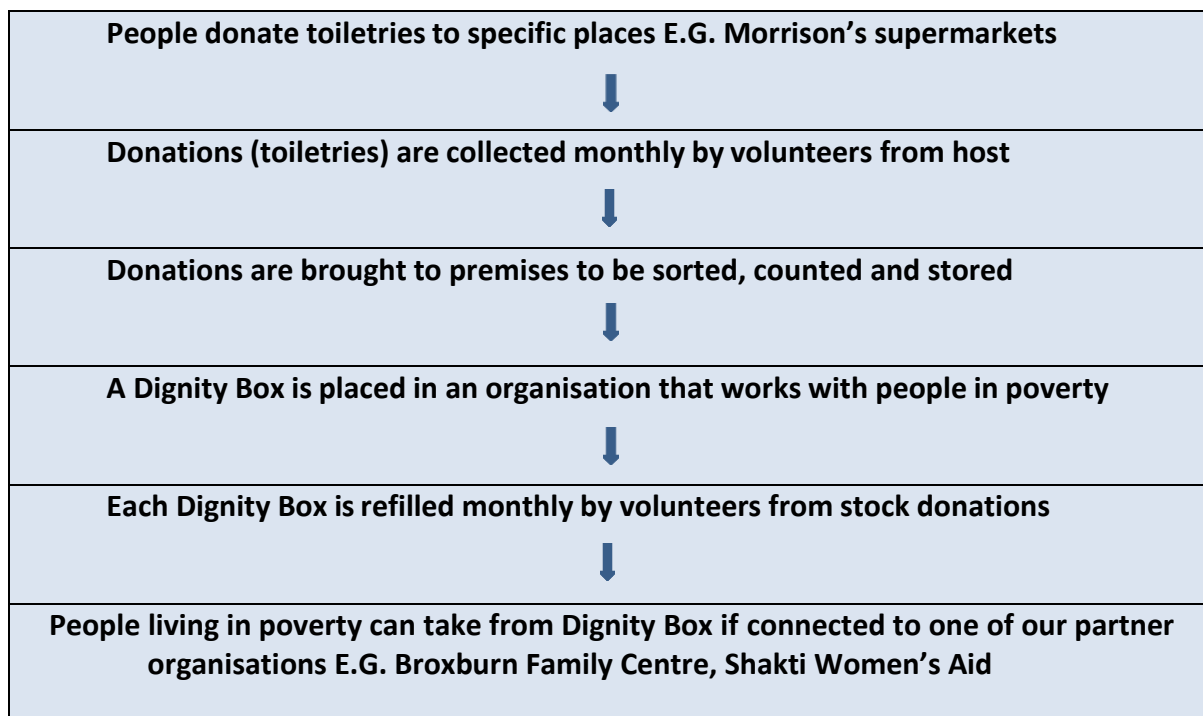 People donate toiletries to specific places E.G. Morrison’s supermarkets
Donations (toiletries) are collected monthly by volunteers from host
Donations are brought to premises to be sorted, counted and stored
A Dignity Box is placed in an organisation that works with people in poverty
Each Dignity Box is refilled monthly by volunteers from stock donations
People living in poverty can take from Dignity Box if connected to one of our partner
organisations E.G. Broxburn Family Centre, Shakti Women’s Aid